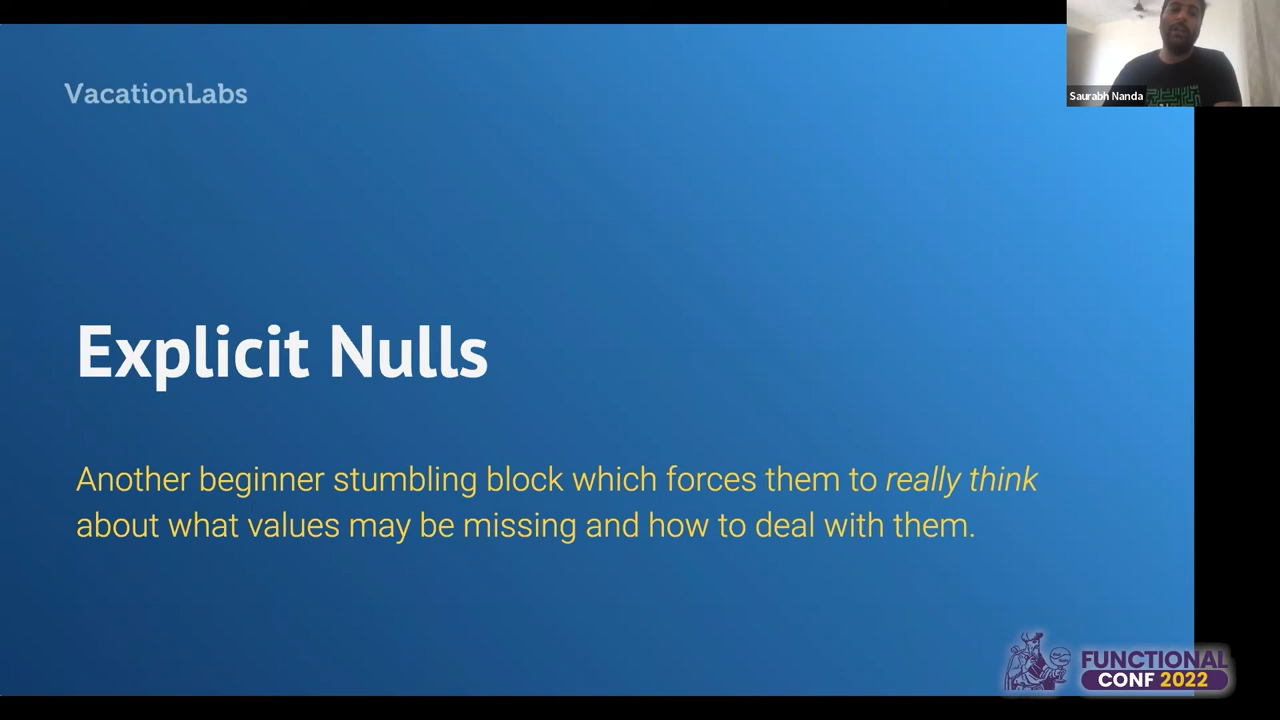 VacationLabs
Saurabh Nanda
Explicit Nulls
Another beginner stumbling block which forces them to really think
about what values may be missing and how to deal with them.
FUNCTIONAL
CONF 2022